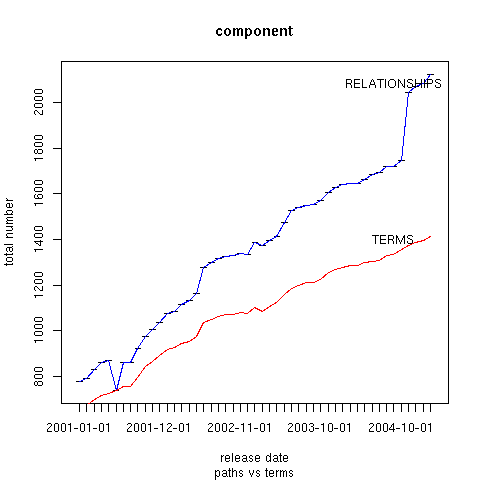 component
RELATIONSHIPS
TERMS
total number
2000
1800
1600
1400
1200
1000
800
2001-01-01 2001-12-01 2002-11-01 2003-10-01 2004-10-01
release date
paths vs terms